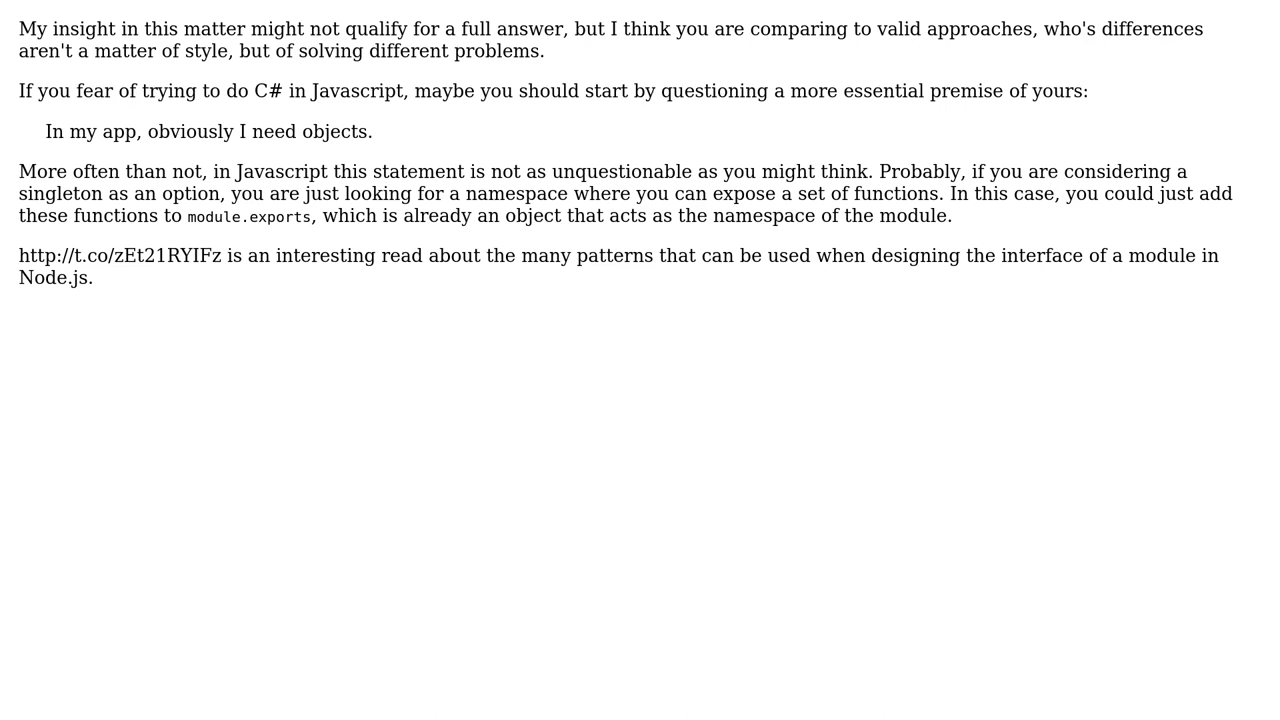 My insight in this matter might not qualify for a full answer, but I think you are comparing to valid approaches, who's differences
aren't a matter of style, but of solving different problems.
If you fear of trying to do C# in Javascript, maybe you should start by questioning a more essential premise of yours:
In my app, obviously I need objects.
More often than not, in Javascript this statement is not as unquestionable as you might think. Probably, if you are considering a
singleton as an option, you are just looking for a namespace where you can expose a set of functions. In this case, you could just add
these functions to module.exports, which is already an object that acts as the namespace of the module.
http://t.co/zEt21RYIFz is an interesting read about the many patterns that can be used when designing the interface of a module in
Node.js.